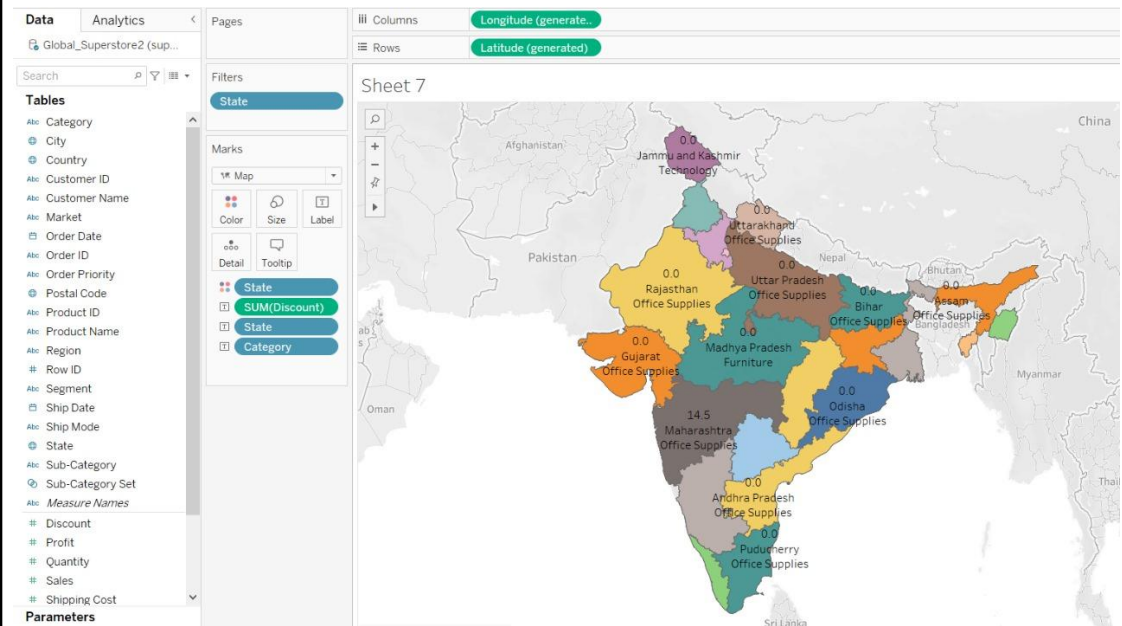 Data
Analytics
Pages
Columns
Longitude (generate..
Global_Superstore2 (sup...
Rows
Latitude (generated)
Search
Filters
State
Sheet 7
Tables
Category
City
Country
Customer ID
Customer Name
Market
Order Date
Order ID
Order Priority
Postal Code
Product ID
Product Name
Region
Row ID
Segment
Ship Date
Ship Mode
State
Sub-Category
Sub-Category Set
Measure Names
Discount
Profit
Quantity
Sales
Shipping Cost
Parameters
Marks
Map
Color
Size
Label
Detail
Tooltip
State
SUM(Discount)
State
Category
China
Afghanistan
0.0
Jammu and Kashmir
Technology
0.0
Uttarakhand
Office Supplies
Pakistan
Nepal
Bhutan
0.0
Rajasthan
Office Supplies
0.0
Uttar Pradesh
Office Supplies
0.0
Bihar
Office Supplies
0.0
Assam
Office Supplies
Bangladesh
0.0
Gujarat
Office Supplies
0.0
Madhya Pradesh
Furniture
Myanmar
Oman
14.5
Maharashtra
Office Supplies
0.0
Odisha
Office Supplies
0.0
Andhra Pradesh
Office Supplies
Thai
0.0
Puducherry
Office Supplies
Sri Lanka